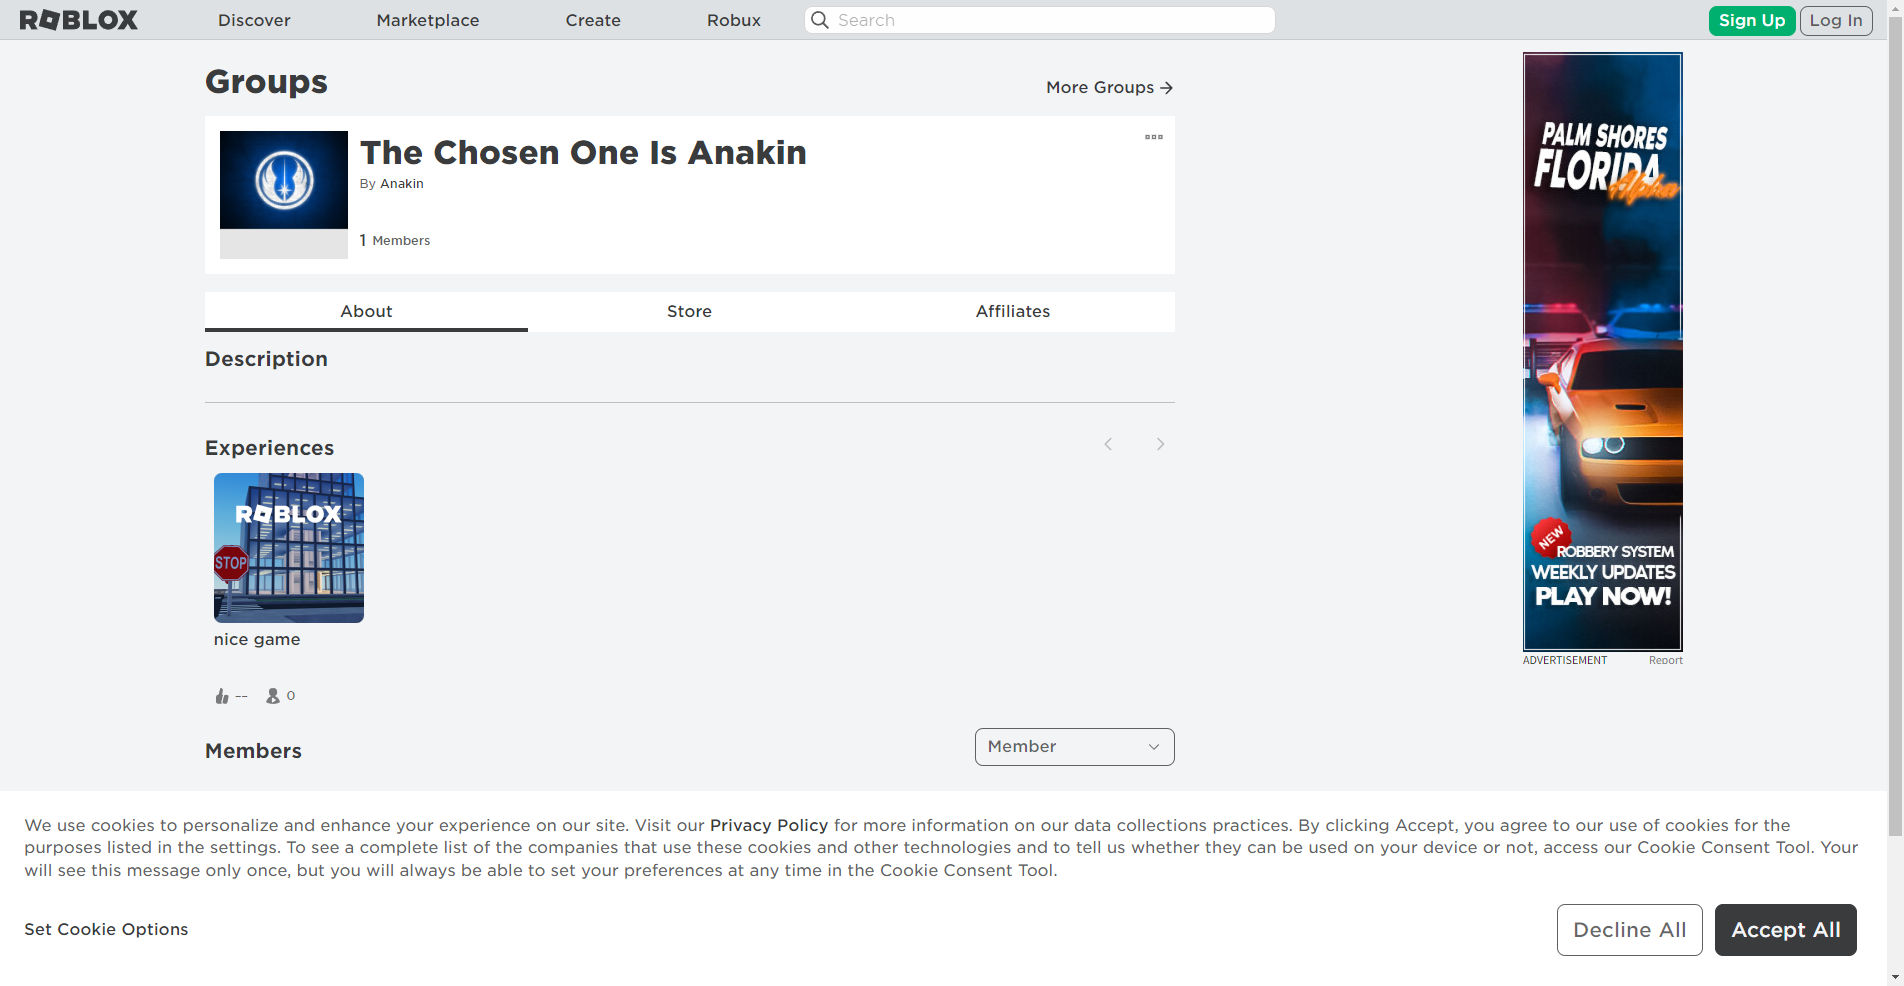 ROBLOX
Discover
Marketplace
Create
Robux
Search
Sign Up
Log In
Groups
More Groups
The Chosen One Is Anakin
By Anakin
1 Members
About
Store
Affiliates
Description
Experiences
ROBLOX
STOP
nice game
--
0
Members
Member
PALM SHORES
FLORIDA
Alpha
NEW
ROBBERY SYSTEM
WEEKLY UPDATES
PLAY NOW!
ADVERTISEMENT
Report
We use cookies to personalize and enhance your experience on our site. Visit our Privacy Policy for more information on our data collections practices. By clicking Accept, you agree to our use of cookies for the
purposes listed in the settings. To see a complete list of the companies that use these cookies and other technologies and to tell us whether they can be used on your device or not, access our Cookie Consent Tool. Your
will see this message only once, but you will always be able to set your preferences at any time in the Cookie Consent Tool.
Set Cookie Options
Decline All
Accept All